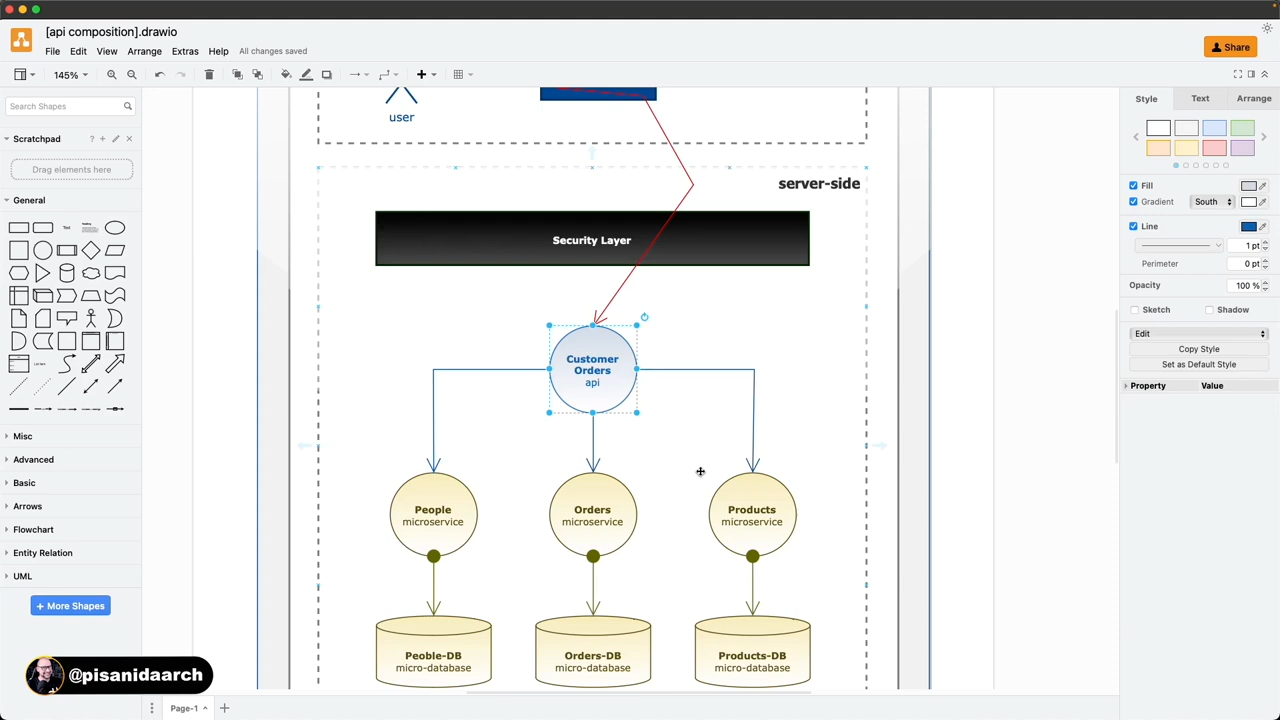 [api composition].drawio
File Edit View Arrange Extras Help All changes saved
Share
145%
Search Shapes
Scratchpad
Drag elements here
General
Text
Heading
List Item
Misc
Advanced
Basic
Arrows
Flowchart
Entity Relation
UML
+ More Shapes
user
server-side
Security Layer
Customer
Orders
api
People
microservice
Orders
microservice
Products
microservice
Peoble-DB
micro-database
Orders-DB
micro-database
Products-DB
micro-database
Style Text Arrange
Fill
Gradient South
Line
1 pt
Perimeter 0 pt
Opacity 100 %
Sketch Shadow
Edit
Copy Style
Set as Default Style
Property Value
@pisanidaarch
Page-1